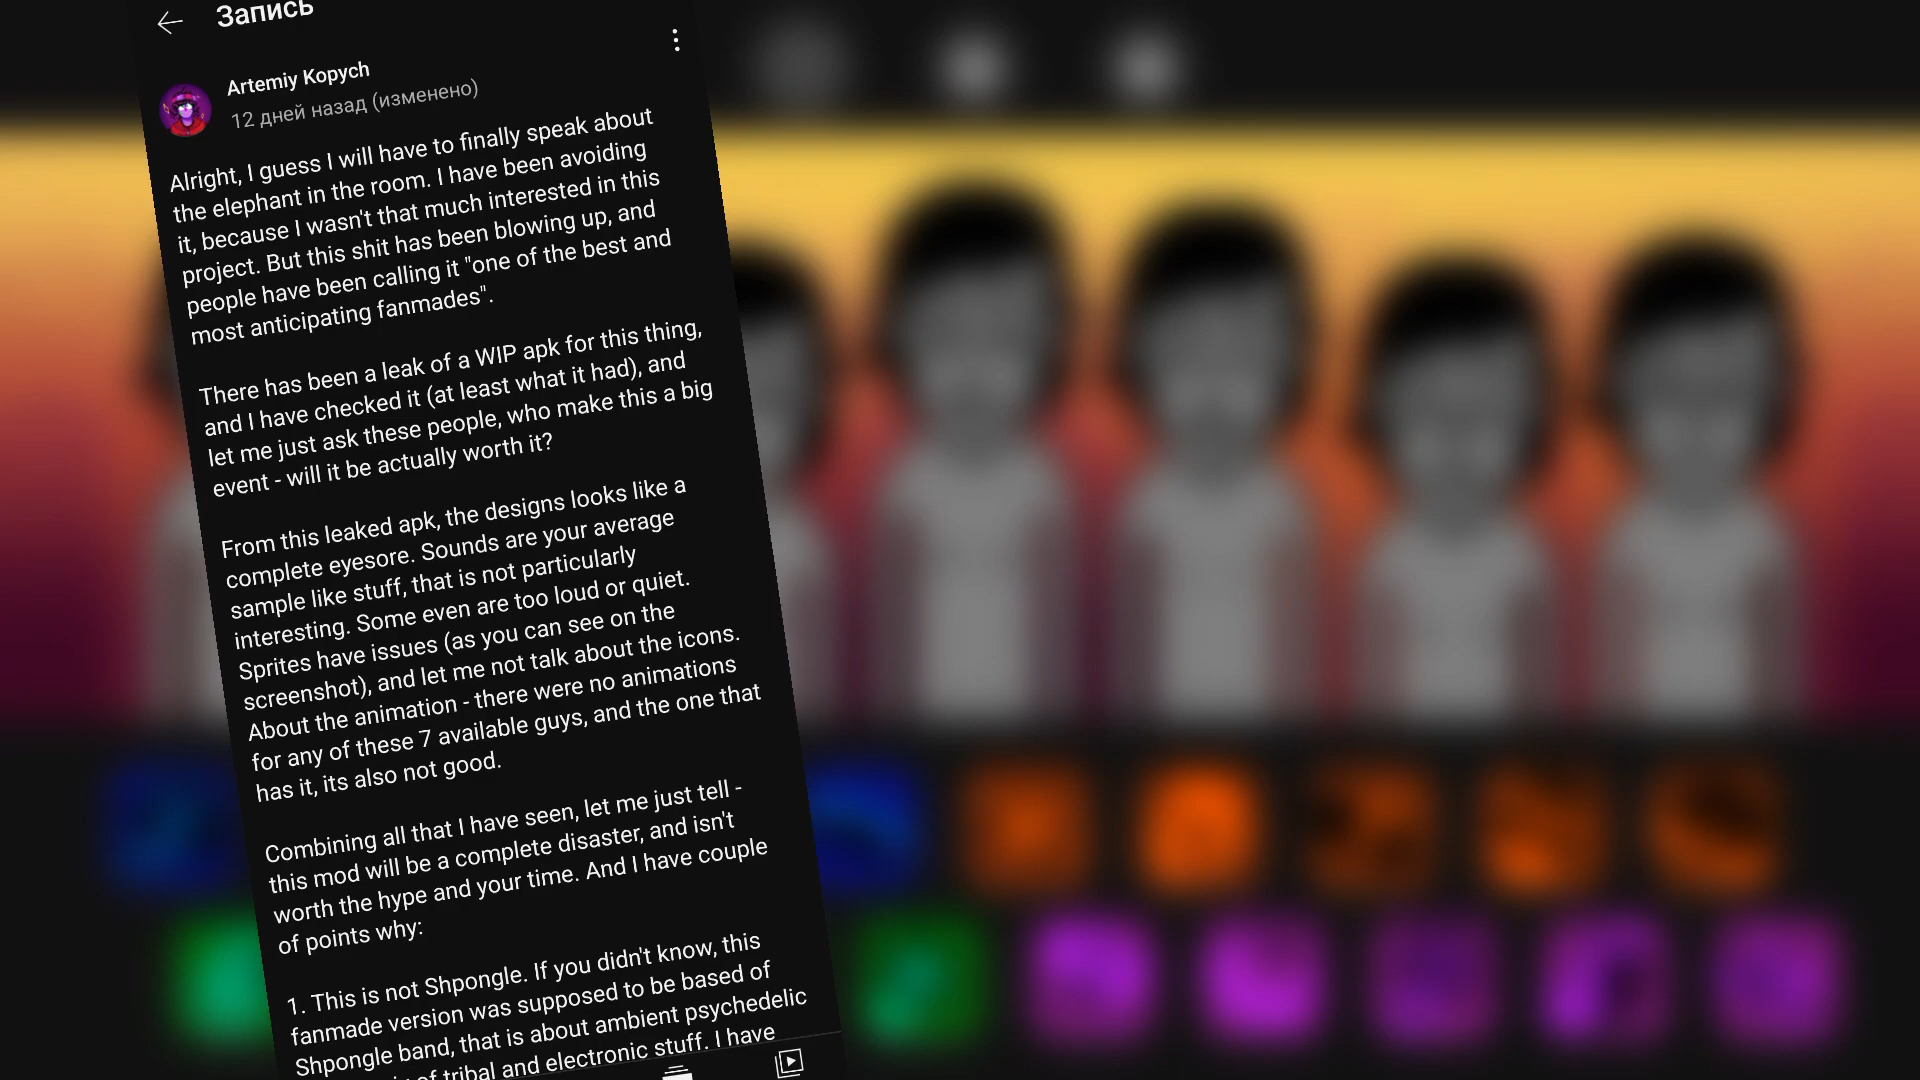 Запись
Artemiy Kopych
12 дней назад (изменено)
Alright, I guess I will have to finally speak about
the elephant in the room. I have been avoiding
it, because I wasn't that much interested in this
project. But this shit has been blowing up, and
people have been calling it "one of the best and
most anticipating fanmades".
There has been a leak of a WIP apk for this thing,
and I have checked it (at least what it had), and
let me just ask these people, who make this a big
event - will it be actually worth it?
From this leaked apk, the designs looks like a
complete eyesore. Sounds are your average
sample like stuff, that is not particularly
interesting. Some even are too loud or quiet.
Sprites have issues (as you can see on the
screenshot), and let me not talk about the icons.
About the animation - there were no animations
for any of these 7 available guys, and the one that
has it, its also not good.
Combining all that I have seen, let me just tell -
this mod will be a complete disaster, and isn't
worth the hype and your time. And I have couple
of points why:
1. This is not Shpongle. If you didn't know, this
fanmade version was supposed to be based of
Shpongle band, that is about ambient psychedelic
of tribal and electronic stuff. I have